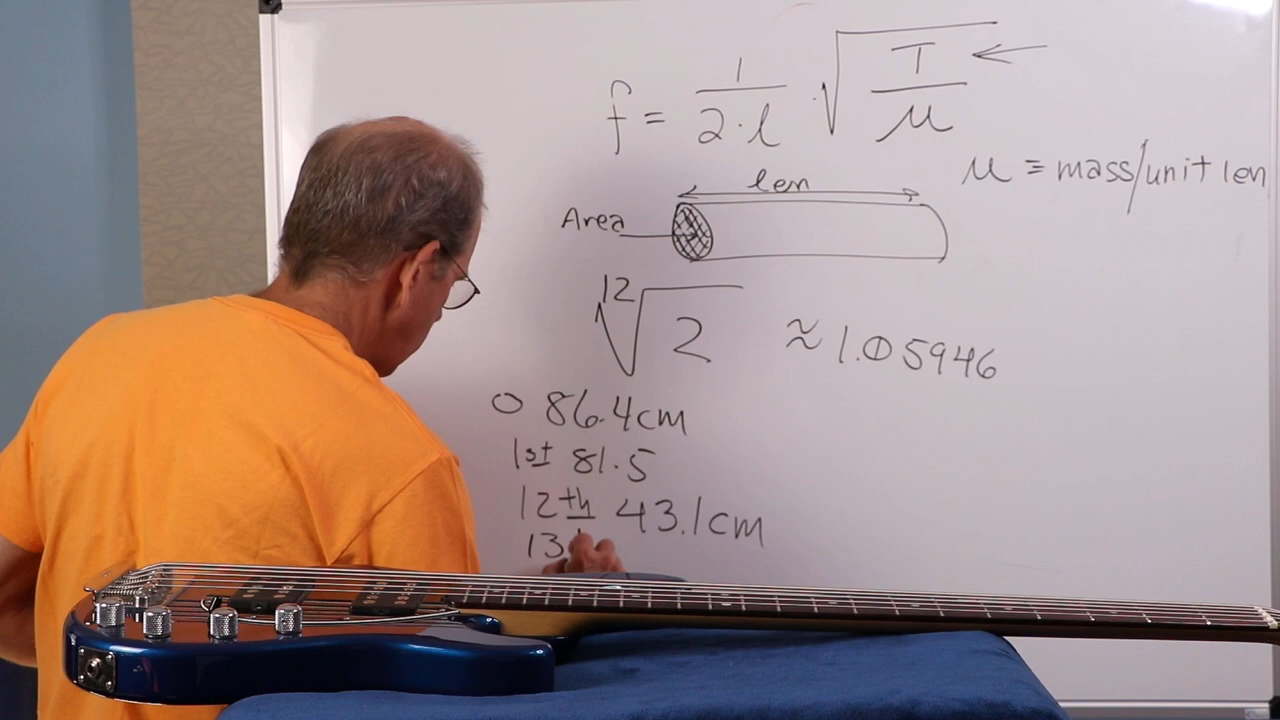 f = 1/2·l · √T/μ ←
μ ≡ mass/unit len
len
Area
12√2 ≈ 1.05946
0 86.4cm
1st 81.5
12th 43.1cm
13